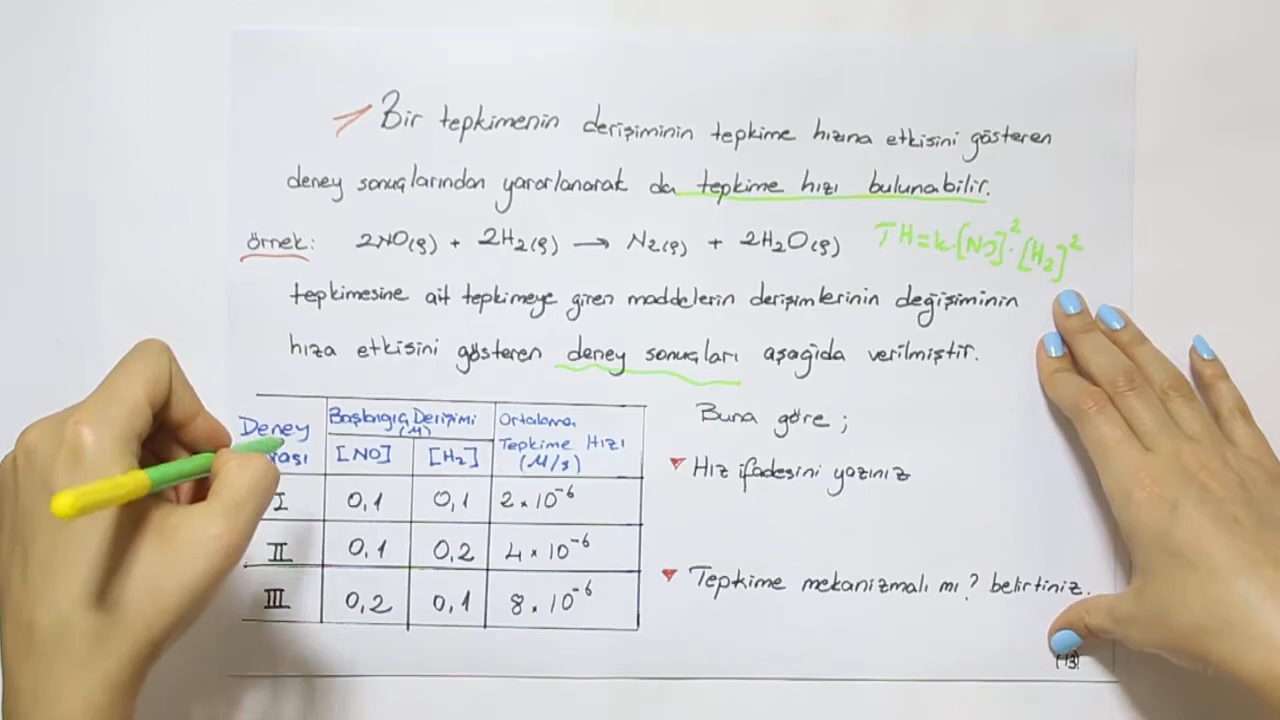 Bir tepkimenin derişiminin tepkime hızına etkisini gösteren
deney sonuçlarından yararlanarak da tepkime hızı bulunabilir.
örnek: 2NO(g) + 2H₂(g) → N₂(g) + 2H₂O(g) TH=k.[NO]².[H₂]²
tepkimesine ait tepkimeye giren maddelerin derişimlerinin değişiminin
hıza etkisini gösteren deney sonuçları aşağıda verilmiştir.
Deney
Başlangıç Derişimi
(M)
[NO] [H₂]
Ortalama
Tepkime Hızı
(M/s)
I 0,1 0,1 2×10⁻⁶
II 0,1 0,2 4×10⁻⁶
III 0,2 0,1 8.10⁻⁶
Buna göre;
Hız ifadesini yazınız
Tepkime mekanizmalı mı? belirtiniz.